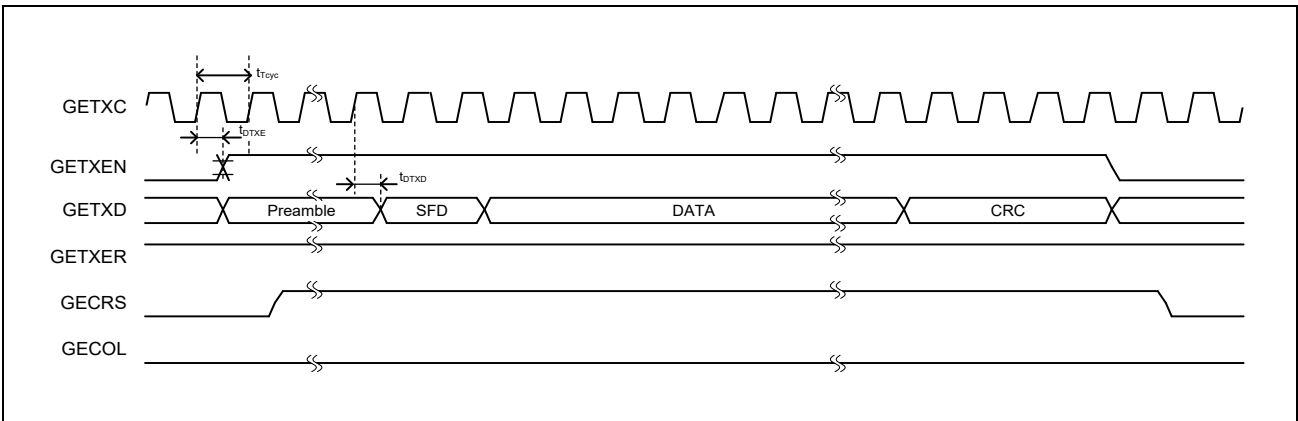 tTcyc
GETXC
tDTXE
GETXEN
tDTXD
GETXD Preamble SFD DATA CRC
GETXER
GECRS
GECOL